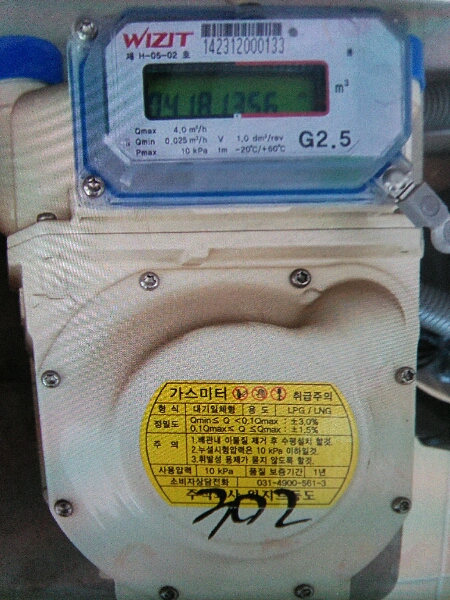 WIZIT
142312000133
제 H-05-02 호
m³
Qmax 4,0 m³/h
Qmin 0,025 m³/h V 1,0 dm³/rev
Pmax 10 kPa tm -20°C/+60°C
G2.5
가스미터 취급주의
형 식 대기밀폐형 용 도 LPG / LNG
정밀도 Qmin≤ Q <0,1Qmax : ±3,0%
0,1Qmax≤ Q ≤Qmax : ±1,5%
주 의 1.배관내 이물질 제거 후 수평설치 할것.
2.누설시험압력은 10 kPa 이하일것.
3.휘발성 용제가 묻지 않도록 할것.
사용압력 10 kPa 품질 보증기간 1년
소비자상담전화 031-4900-561-3